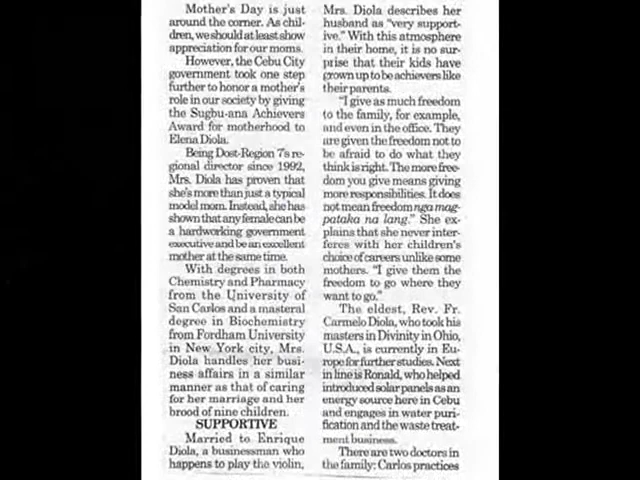 Mother's Day is just
around the corner. As chil-
dren, we should at least show
appreciation for our moms.
However, the Cebu City
government took one step
further to honor a mother's
role in our society by giving
the Sugbu-ana Achievers
Award for motherhood to
Elena Diola.
Being Dost-Region 7's re-
gional director since 1992,
Mrs. Diola has proven that
she's more than just a typical
model mom. Instead, she has
shown that any female can be
a hardworking government
executive and be an excellent
mother at the same time.
With degrees in both
Chemistry and Pharmacy
from the University of
San Carlos and a masteral
degree in Biochemistry
from Fordham University
in New York city, Mrs.
Diola handles her busi-
ness affairs in a similar
manner as that of caring
for her marriage and her
brood of nine children.
SUPPORTIVE
Married to Enrique
Diola, a businessman who
happens to play the violin,
Mrs. Diola describes her
husband as "very support-
ive." With this atmosphere
in their home, it is no sur-
prise that their kids have
grown up to be achievers like
their parents.
"I give as much freedom
to the family, for example,
and even in the office. They
are given the freedom not to
be afraid to do what they
think is right. The more free-
dom you give means giving
more responsibilities. It does
not mean freedom nga mag-
pataka na lang." She ex-
plains that she never inter-
feres with her children's
choice of careers unlike some
mothers. "I give them the
freedom to go where they
want to go."
The eldest, Rev. Fr.
Carmelo Diola, who took his
masters in Divinity in Ohio,
U.S.A., is currently in Eu-
rope for further studies. Next
in line is Ronald, who helped
introduced solar panels as an
energy source here in Cebu
and engages in water puri-
fication and the waste treat-
ment business.
There are two doctors in
the family: Carlos practices